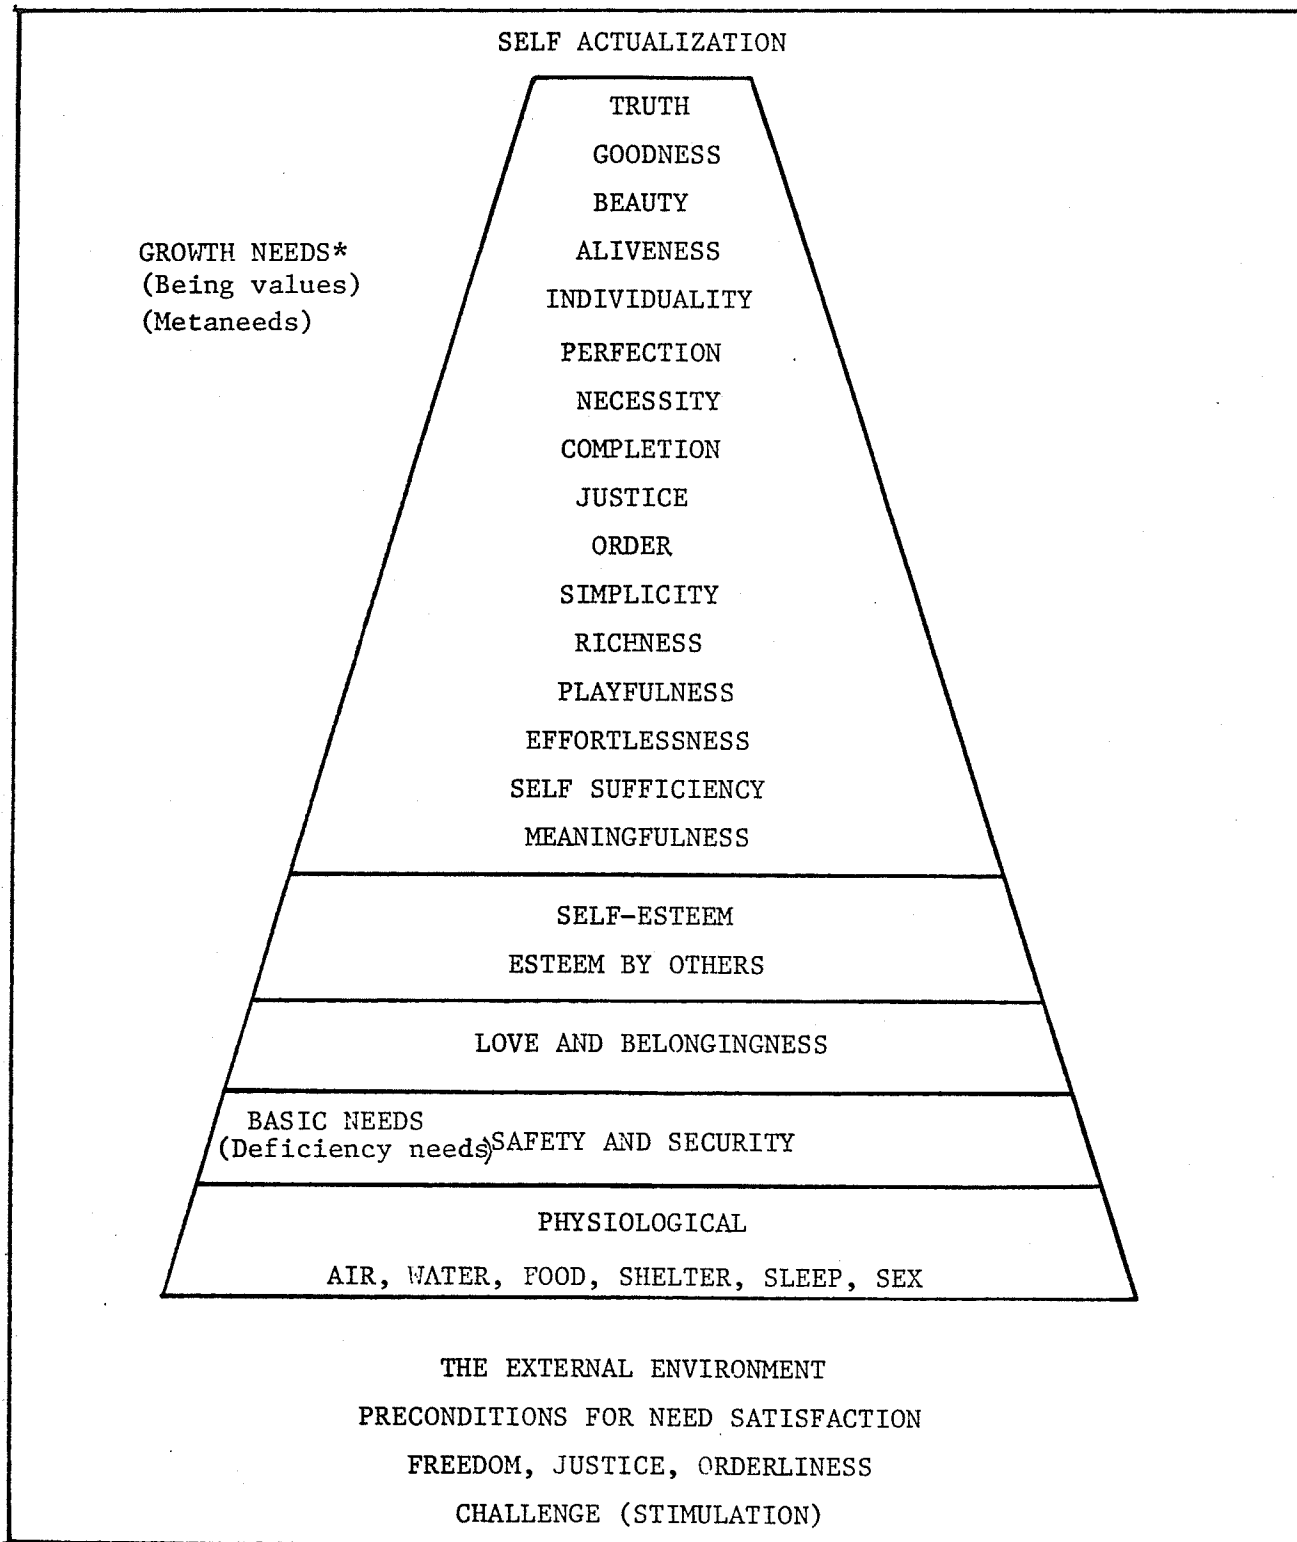 SELF ACTUALIZATION
TRUTH
GOODNESS
BEAUTY
ALIVENESS
GROWTH NEEDS*
(Being values)
(Metaneeds)
INDIVIDUALITY
PERFECTION
NECESSITY
COMPLETION
JUSTICE
ORDER
SIMPLICITY
RICHNESS
PLAYFULNESS
EFFORTLESSNESS
SELF SUFFICIENCY
MEANINGFULNESS
SELF-ESTEEM
ESTEEM BY OTHERS
LOVE AND BELONGINGNESS
BASIC NEEDS
(Deficiency needs)
SAFETY AND SECURITY
PHYSIOLOGICAL
AIR, WATER, FOOD, SHELTER, SLEEP, SEX
THE EXTERNAL ENVIRONMENT
PRECONDITIONS FOR NEED SATISFACTION
FREEDOM, JUSTICE, ORDERLINESS
CHALLENGE (STIMULATION)